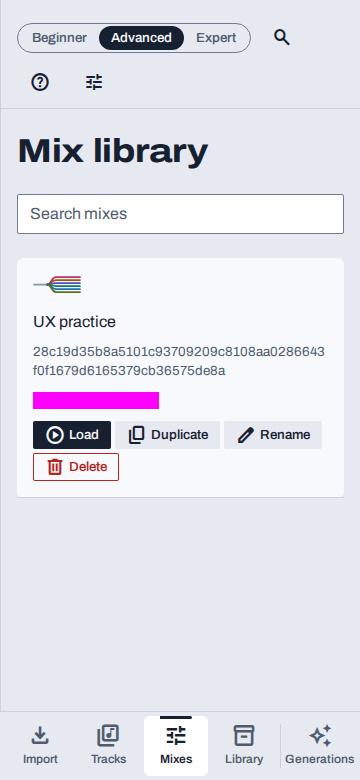 Beginner Advanced Expert
Mix library
Search mixes
UX practice
28c19d35b8a5101c93709209c8108aa0286643
f0f1679d6165379cb36575de8a
Load Duplicate Rename
Delete
Import Tracks Mixes Library Generations